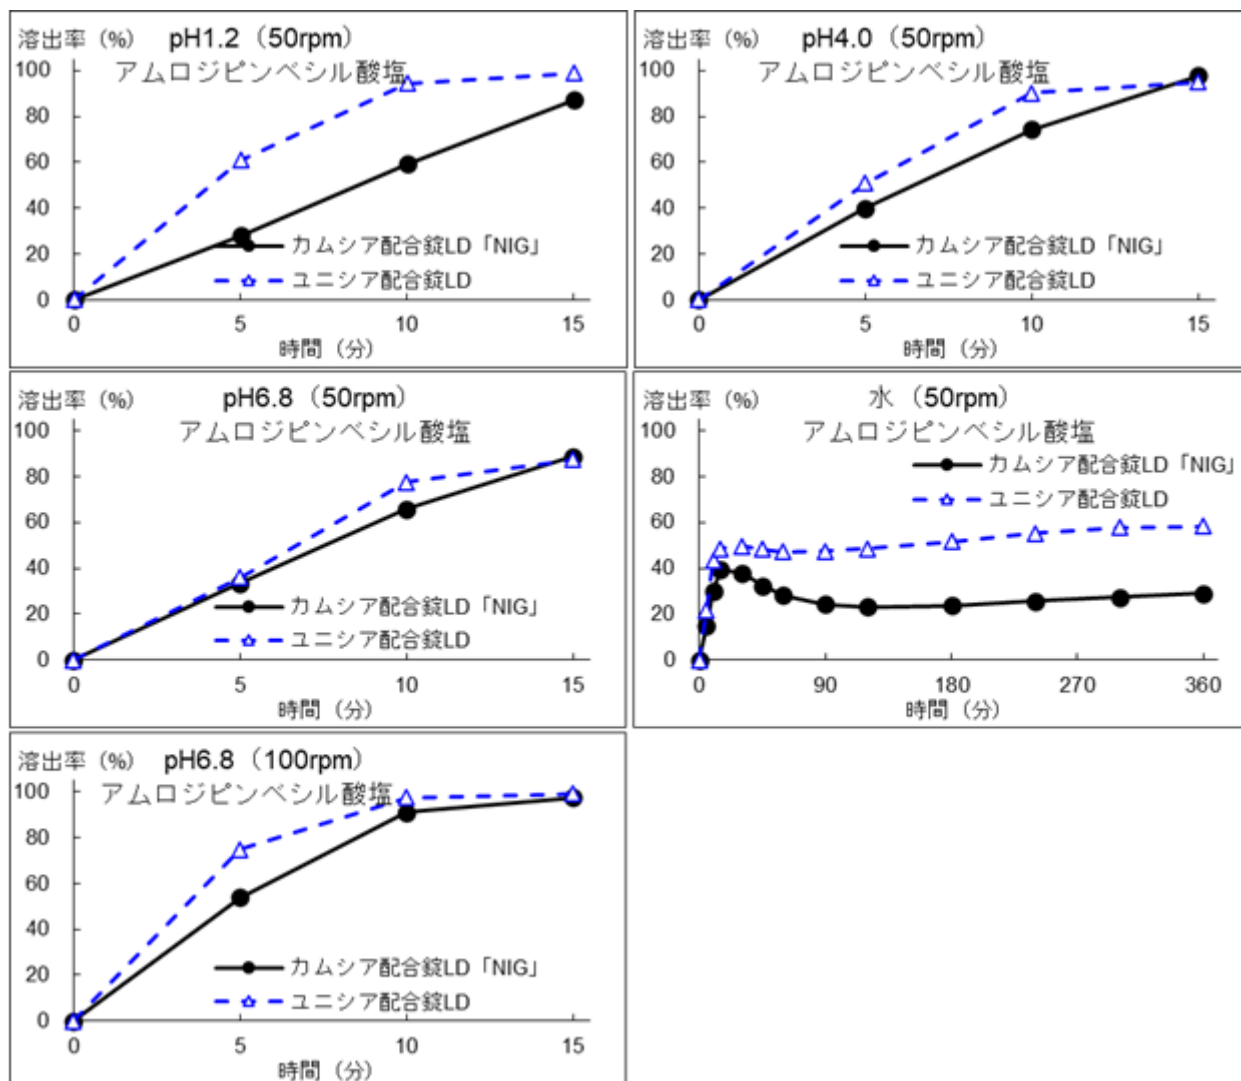 溶出率 (%) pH1.2 (50rpm)
アムロジピンベシル酸塩
100
80
60
40
20
0
カムシア配合錠LD「NIG」
ユニシア配合錠LD
0 5 10 15
時間 (分)
溶出率 (%) pH4.0 (50rpm)
アムロジピンベシル酸塩
100
80
60
40
20
0
カムシア配合錠LD「NIG」
ユニシア配合錠LD
0 5 10 15
時間 (分)
溶出率 (%) pH6.8 (50rpm)
アムロジピンベシル酸塩
100
80
60
40
20
0
カムシア配合錠LD「NIG」
ユニシア配合錠LD
0 5 10 15
時間 (分)
溶出率 (%) 水 (50rpm)
アムロジピンベシル酸塩
100
80
60
40
20
0
カムシア配合錠LD「NIG」
ユニシア配合錠LD
0 90 180 270 360
時間 (分)
溶出率 (%) pH6.8 (100rpm)
アムロジピンベシル酸塩
100
80
60
40
20
0
カムシア配合錠LD「NIG」
ユニシア配合錠LD
0 5 10 15
時間 (分)